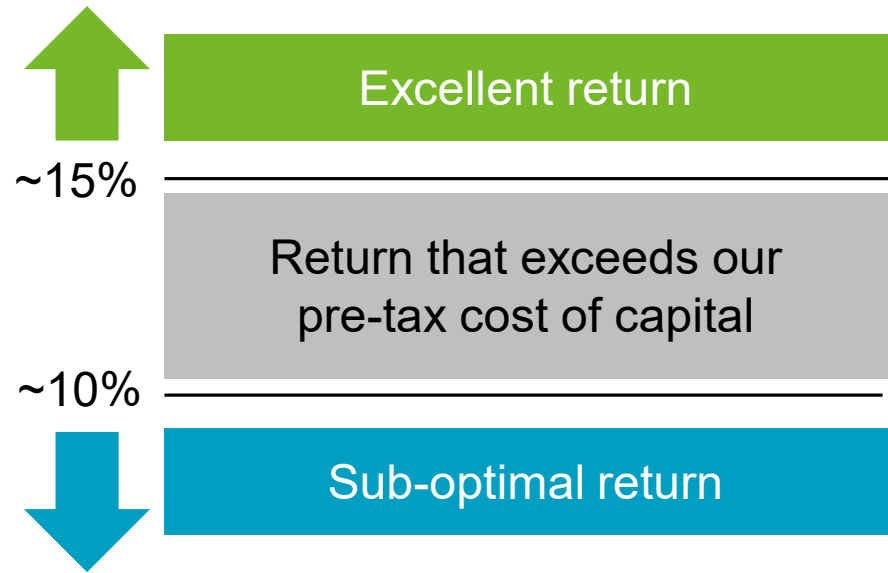 Excellent return
~15%
Return that exceeds our
pre-tax cost of capital
~10%
Sub-optimal return